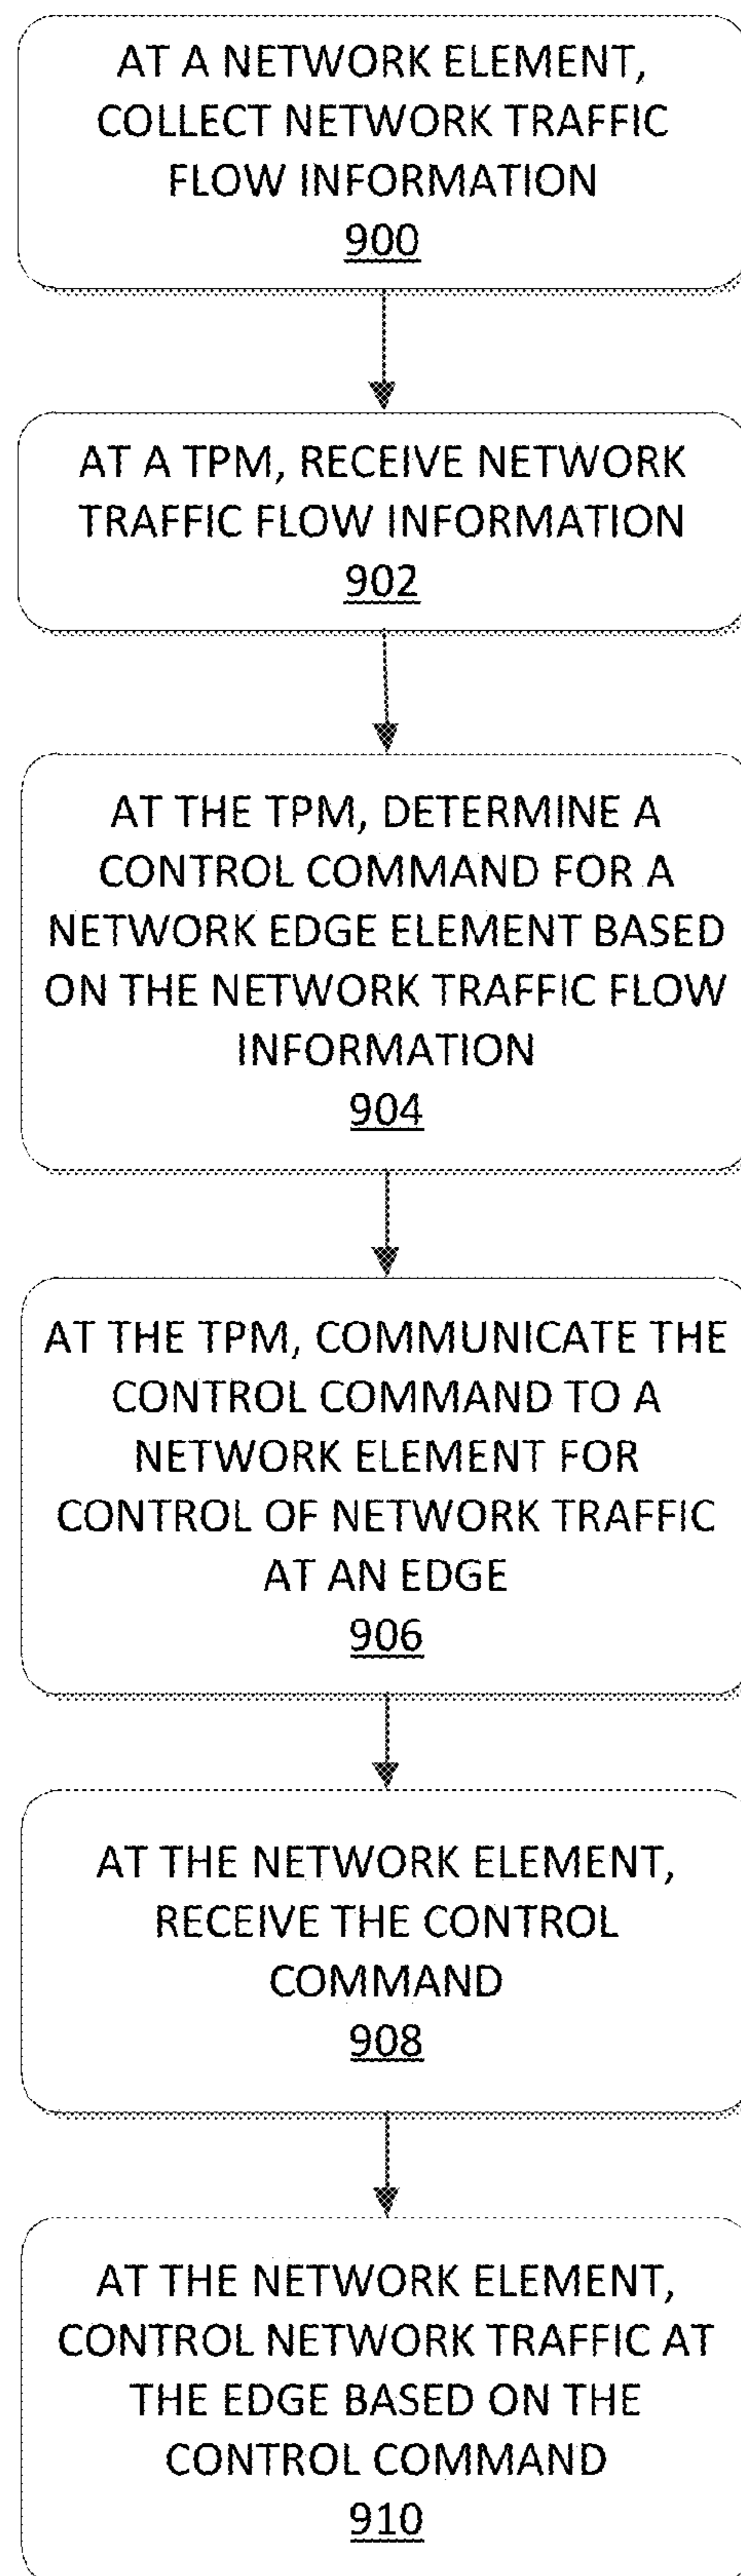 AT A NETWORK ELEMENT,
COLLECT NETWORK TRAFFIC
FLOW INFORMATION
900
AT A TPM, RECEIVE NETWORK
TRAFFIC FLOW INFORMATION
902
AT THE TPM, DETERMINE A
CONTROL COMMAND FOR A
NETWORK EDGE ELEMENT BASED
ON THE NETWORK TRAFFIC FLOW
INFORMATION
904
AT THE TPM, COMMUNICATE THE
CONTROL COMMAND TO A
NETWORK ELEMENT FOR
CONTROL OF NETWORK TRAFFIC
AT AN EDGE
906
AT THE NETWORK ELEMENT,
RECEIVE THE CONTROL
COMMAND
908
AT THE NETWORK ELEMENT,
CONTROL NETWORK TRAFFIC AT
THE EDGE BASED ON THE
CONTROL COMMAND
910